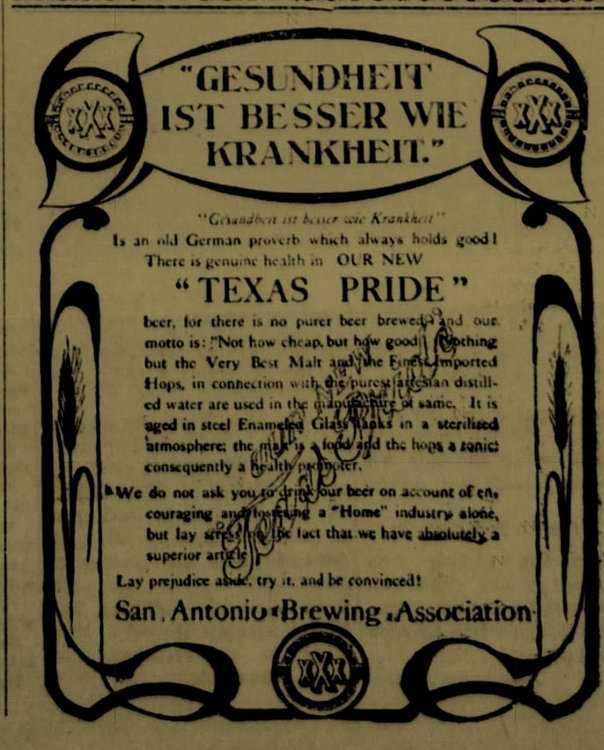 "GESUNDHEIT
IST BESSER WIE
KRANKHEIT."
XXX
XXX
"Gesundheit ist besser wie Krankheit"
Is an old German proverb which always holds good!
There is genuine health in OUR NEW
"TEXAS PRIDE"
beer, for there is no purer beer brewed, and our
motto is: "Not how cheap, but how good." Nothing
but the Very Best Malt and the Finest Imported
Hops, in connection with the purest artesian distill-
ed water are used in the manufacture of same. It is
aged in steel Enameled Glass Tanks in a sterilized
atmosphere; the malt is a food and the hops a tonic;
consequently a health promoter.
We do not ask you to drink our beer on account of en,
couraging and fostering a "Home" industry alone,
but lay stress on the fact that we have absolutely a
superior article
Lay prejudice aside, try it, and be convinced!
San Antonio Brewing Association
XXX